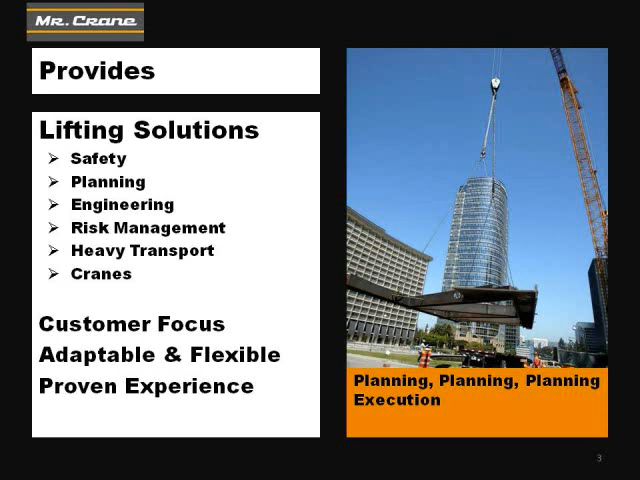 Mr. Crane
Provides
Lifting Solutions
Safety
Planning
Engineering
Risk Management
Heavy Transport
Cranes
Customer Focus
Adaptable & Flexible
Proven Experience
Planning, Planning, Planning
Execution
3